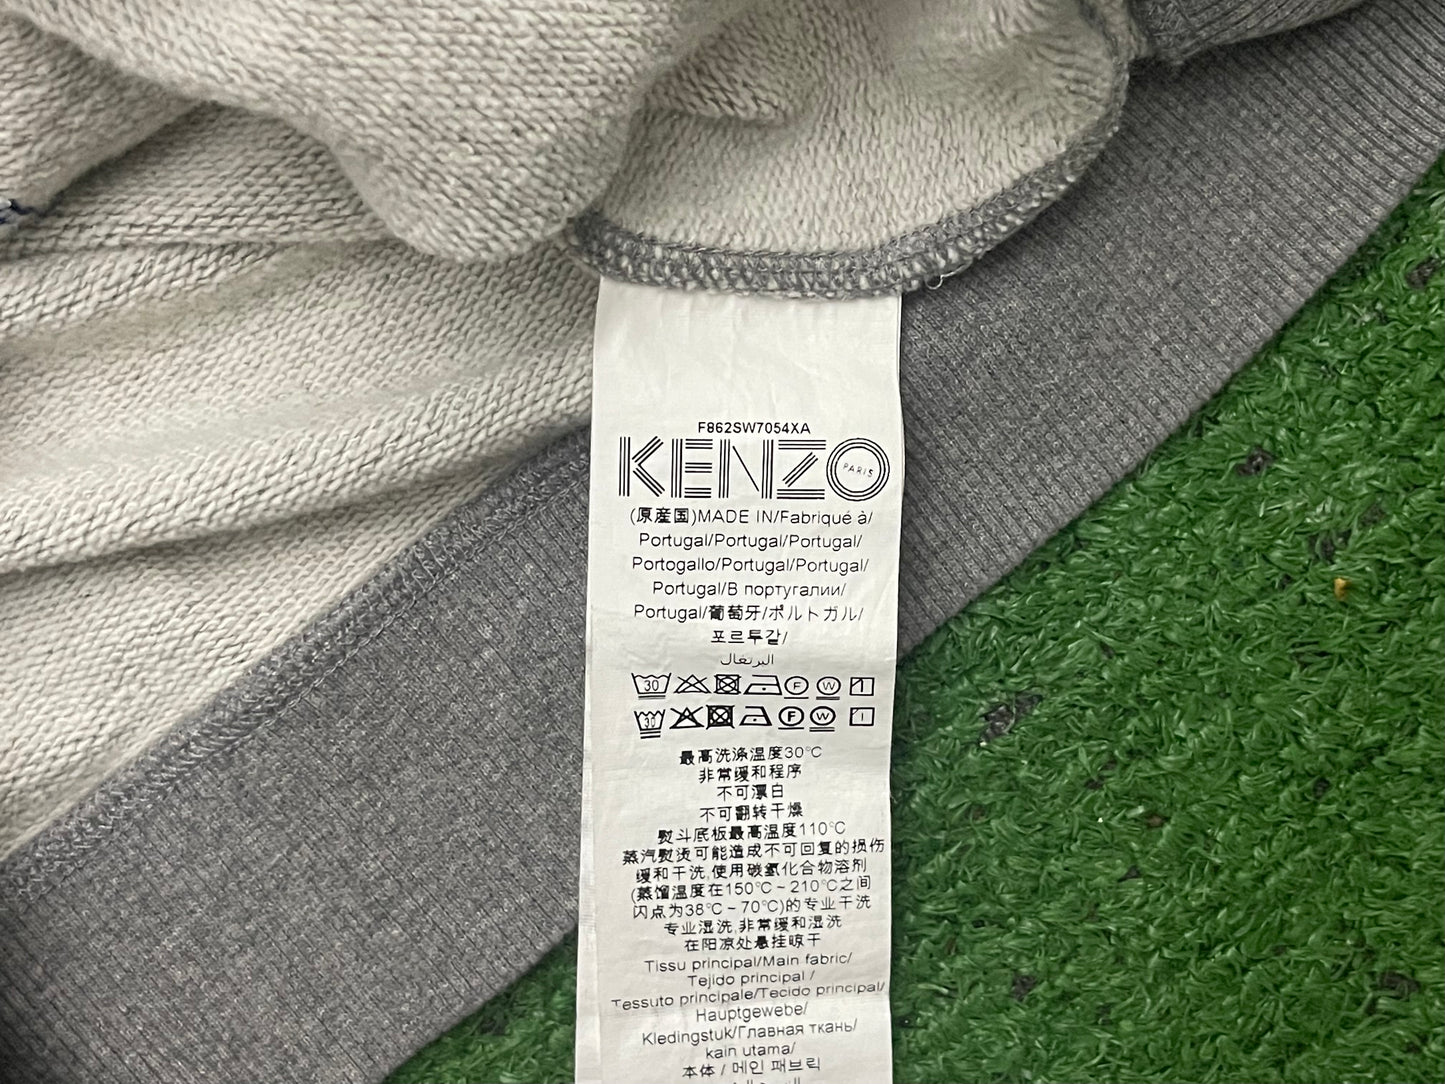 F862SW7054XA
KENZO PARIS
(原産国)MADE IN/Fabriqué à/
Portugal/Portugal/Portugal/
Portogallo/Portugal/Portugal/
Portugal/В португалии/
Portugal/葡萄牙/ポルトガル/
포르투갈/
البرتغال
30 F W
30 F W
最高洗涤温度30°C
非常缓和程序
不可漂白
不可翻转干燥
熨斗底板最高温度110°C
蒸汽熨烫可能造成不可回复的损伤
缓和干洗,使用碳氢化合物溶剂
(蒸馏温度在150°C~210°C之间
闪点为38°C~70°C)的专业干洗
专业湿洗,非常缓和湿洗
在阳凉处悬挂晾干
Tissu principal/Main fabric/
Tejido principal /
Tessuto principale/Tecido principal/
Hauptgewebe/
Kledingstuk/Главная ткань/
kain utama/
本体 / 메인 패브릭